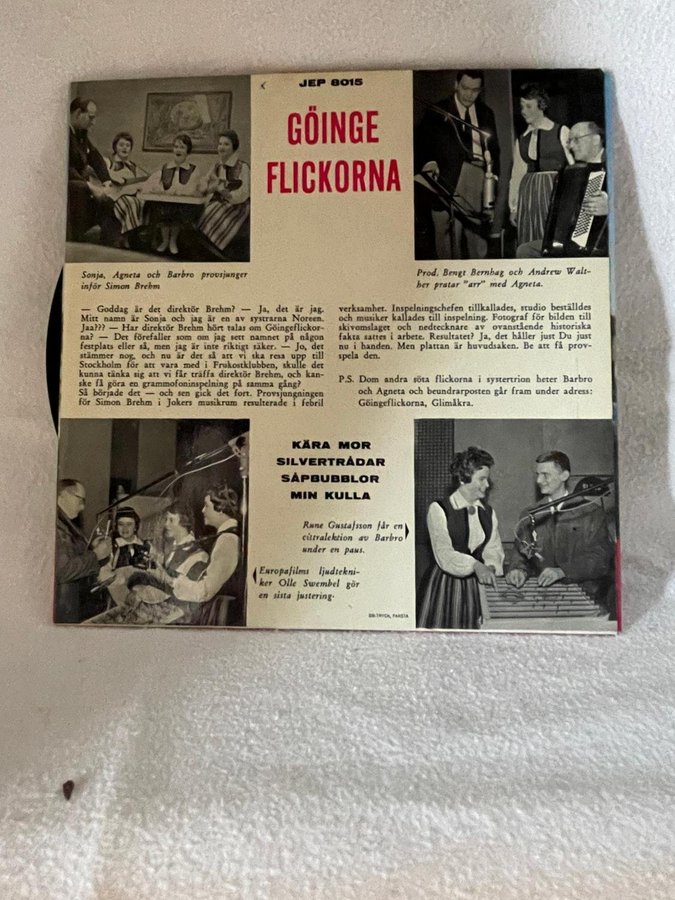 JEP 8015
GÖINGE
FLICKORNA
Sonja, Agneta och Barbro provsjunger
inför Simon Brehm
Prod. Bengt Bernhag och Andrew Walt-
her pratar "arr" med Agneta.
— Goddag är det direktör Brehm? — Ja, det är jag.
Mitt namn är Sonja och jag är en av systrarna Noreen.
Jaa??? — Har direktör Brehm hört talas om Göingeflickor-
na? — Det förefaller som om jag sett namnet på någon
festplats eller så, men jag är inte riktigt säker. — Jo, det
stämmer nog, och nu är det så att vi ska resa upp till
Stockholm för att vara med i Frukostklubben, skulle det
kunna tänka sig att vi får träffa direktör Brehm, och kan-
ske få göra en grammofoninspelning på samma gång?
Så började det — och sen gick det fort. Provsjungningen
för Simon Brehm i Jokers musikrum resulterade i febril
verksamhet. Inspelningschefen tillkallades, studio beställdes
och musiker kallades till inspelning. Fotograf för bilden till
skivomslaget och nedtecknare av ovanstående historiska
fakta sattes i arbete. Resultatet? Ja, det håller just Du just
nu i handen. Men plattan är huvudsaken. Be att få prov-
spela den.
P.S. Dom andra söta flickorna i systertrion heter Barbro
och Agneta och beundrarposten går fram under adress:
Göingeflickorna, Glimåkra.
KÄRA MOR
SILVERTRÅDAR
SÅPBUBBLOR
MIN KULLA
Rune Gustafsson får en
cittralektion av Barbro
under en paus.
Europafilms ljudtekni-
ker Olle Swembel gör
en sista justering.
BB-TRYCK, FARSTA